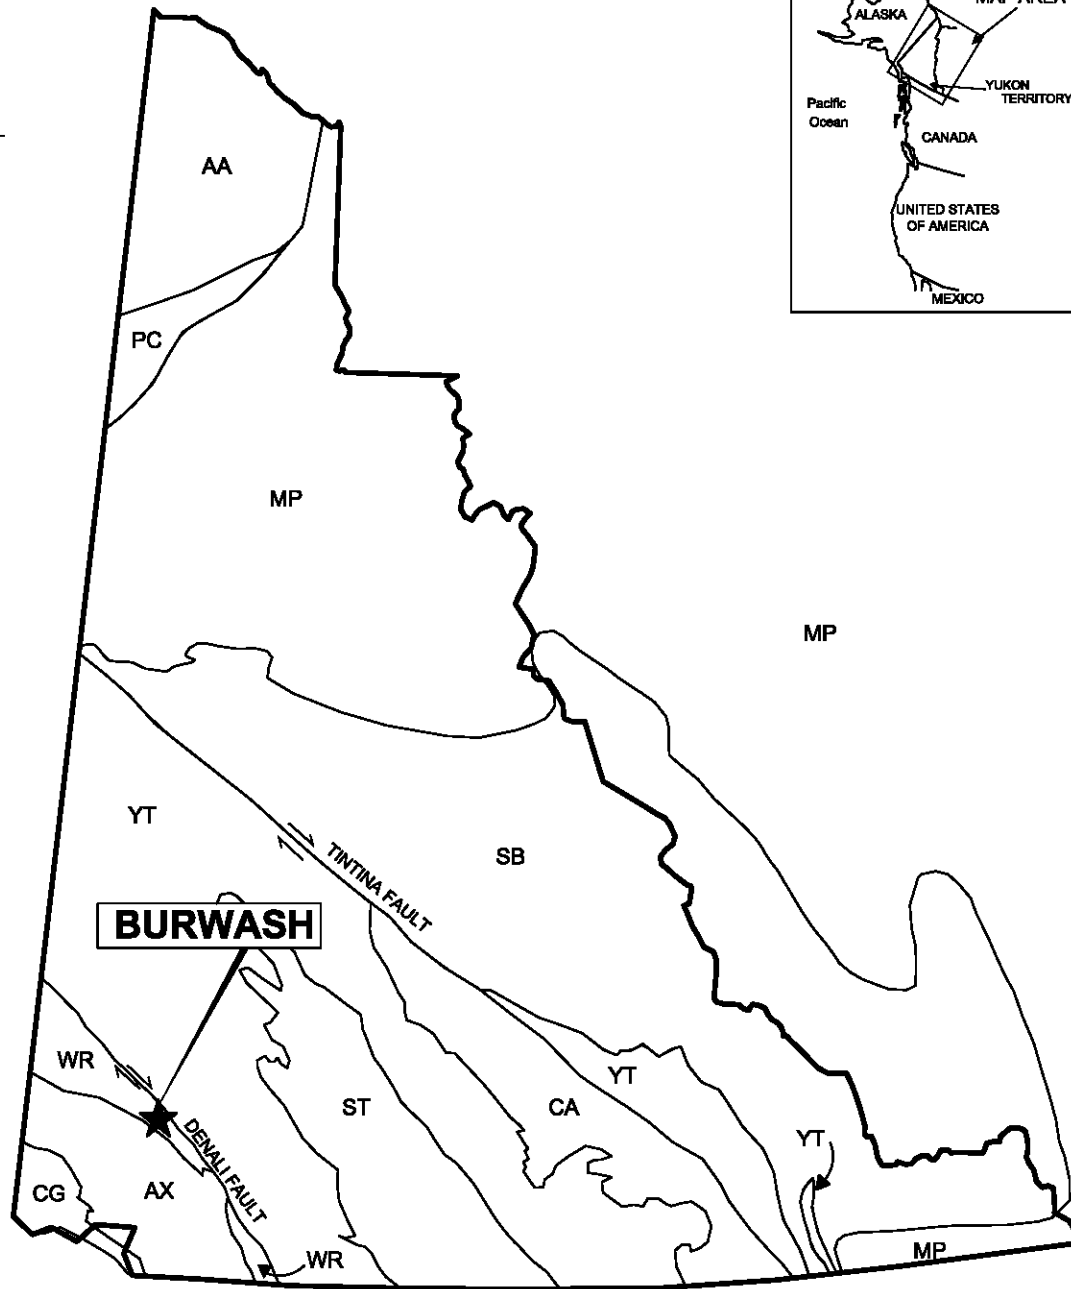 MAP AREA
ALASKA
YUKON
TERRITORY
Pacific
Ocean
CANADA
UNITED STATES
OF AMERICA
MEXICO
AA
PC
MP
MP
YT
TINTINA FAULT
SB
BURWASH
WR
YT
ST
CA
DENALI FAULT
YT
CG
AX
WR
MP